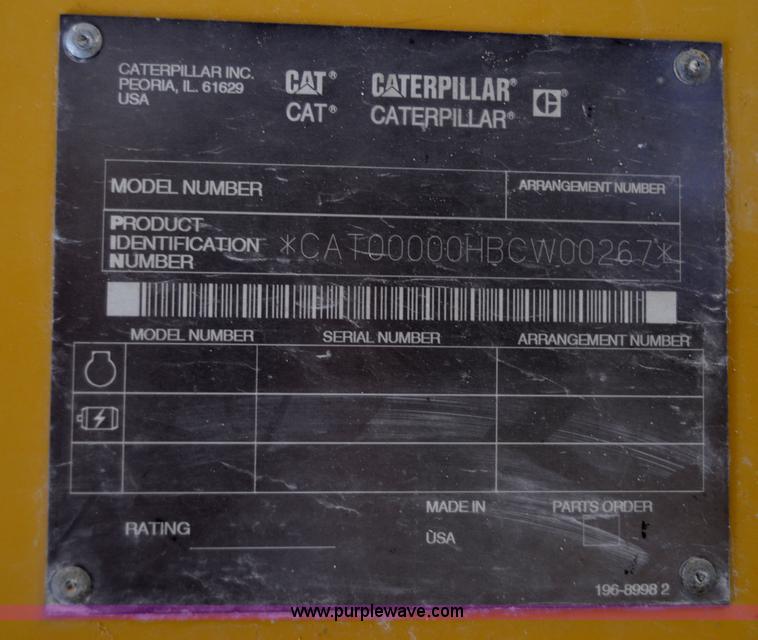 CATERPILLAR INC.
PEORIA, IL. 61629
USA
CAT® CATERPILLAR® C®
CAT® CATERPILLAR®
MODEL NUMBER ARRANGEMENT NUMBER
PRODUCT
IDENTIFICATION
NUMBER
*CAT00000HBCW00267*
MODEL NUMBER SERIAL NUMBER ARRANGEMENT NUMBER
RATING
MADE IN
USA
PARTS ORDER
196-8998 2
www.purplewave.com